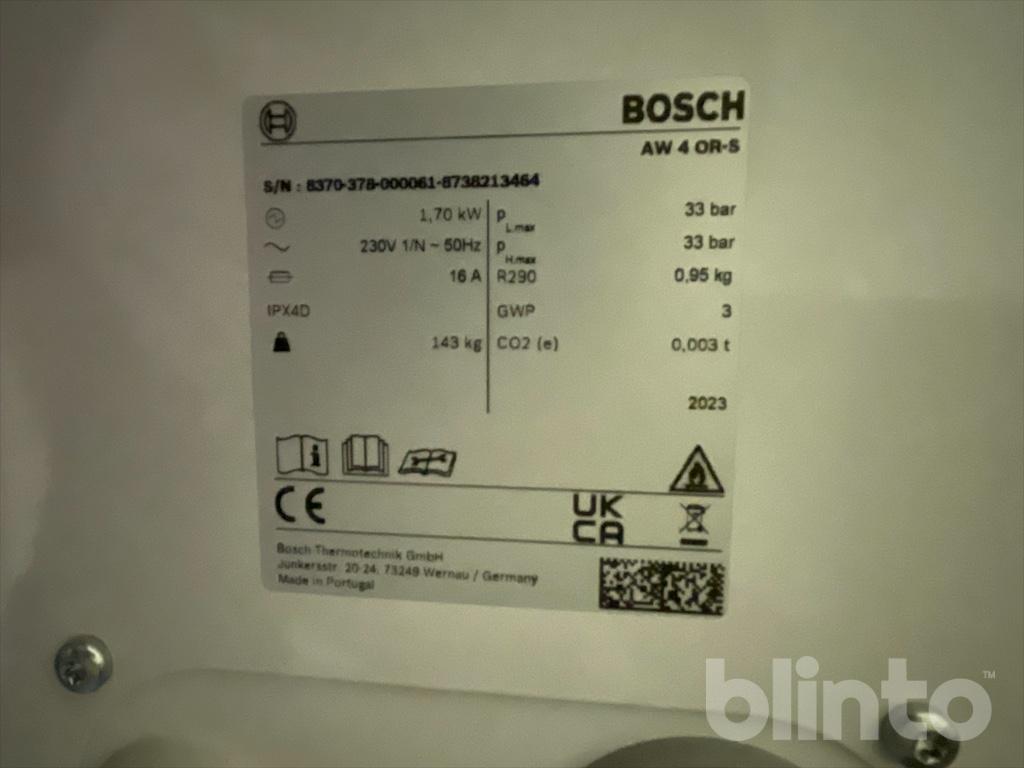 BOSCH
AW 4 OR-S
S/N : 8370-378-000061-8738213464
1,70 kW
230V 1/N ~ 50Hz
16 A
IPX4D
143 kg
p L.max 33 bar
p H.max 33 bar
R290 0,95 kg
GWP 3
CO2 (e) 0,003 t
2023
i
CE
UK
CA
Bosch Thermotechnik GmbH
Junkersstr. 20-24, 73249 Wernau / Germany
Made in Portugal
blinto™